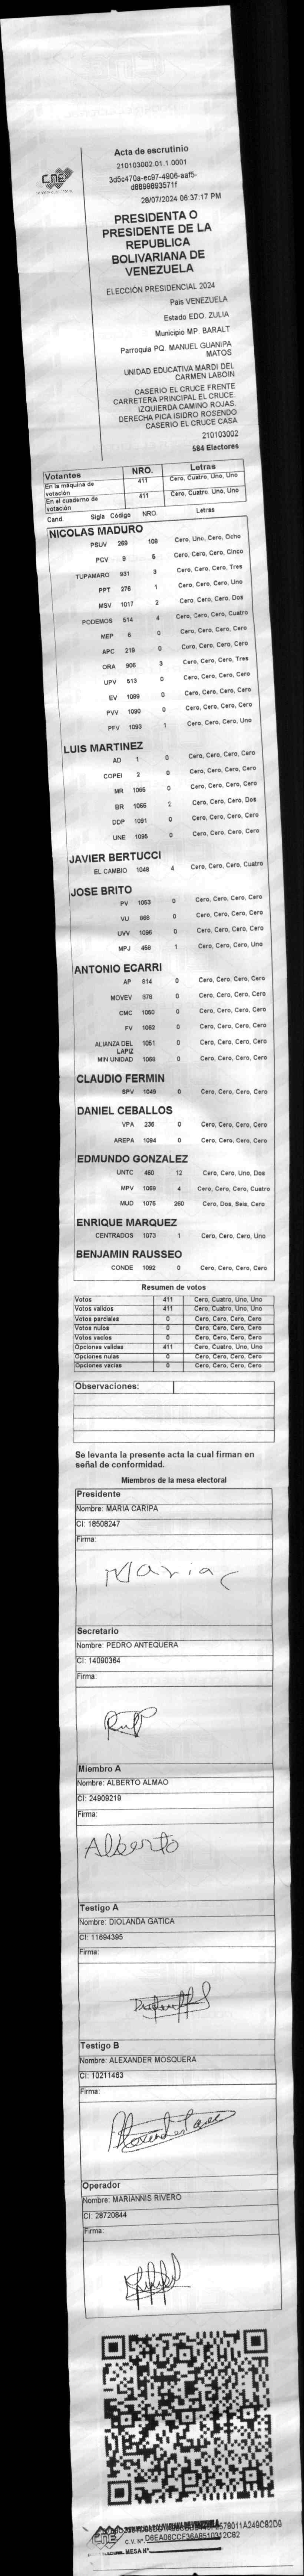 CNE
Acta de escrutinio
210103002.01.1.0001
3d5c470a-ec97-4906-aaf5-
d8699893571f
28/07/2024 06:37:17 PM
PRESIDENTA O
PRESIDENTE DE LA
REPUBLICA
BOLIVARIANA DE
VENEZUELA
ELECCIÓN PRESIDENCIAL 2024
Pais VENEZUELA
Estado EDO. ZULIA
Municipio MP. BARALT
Parroquia PQ. MANUEL GUANIPA
MATOS
UNIDAD EDUCATIVA MARDI DEL
CARMEN LABOIN
CASERIO EL CRUCE FRENTE
CARRETERA PRINCIPAL EL CRUCE.
IZQUIERDA CAMINO ROJAS.
DERECHA PICA ISIDRO ROSENDO
CASERIO EL CRUCE CASA
210103002
584 Electores
Votantes NRO. Letras
En la máquina de votación 411 Cero, Cuatro, Uno, Uno
En el cuaderno de votación 411 Cero, Cuatro, Uno, Uno
Cand. Sigla Código NRO. Letras
NICOLAS MADURO
PSUV 269 108 Cero, Uno, Cero, Ocho
PCV 9 5 Cero, Cero, Cero, Cinco
TUPAMARO 931 3 Cero, Cero, Cero, Tres
PPT 276 1 Cero, Cero, Cero, Uno
MSV 1017 2 Cero, Cero, Cero, Dos
PODEMOS 514 4 Cero, Cero, Cero, Cuatro
MEP 6 0 Cero, Cero, Cero, Cero
APC 219 0 Cero, Cero, Cero, Cero
ORA 906 3 Cero, Cero, Cero, Tres
UPV 613 0 Cero, Cero, Cero, Cero
EV 1089 0 Cero, Cero, Cero, Cero
PVV 1090 0 Cero, Cero, Cero, Cero
PFV 1093 1 Cero, Cero, Cero, Uno
LUIS MARTINEZ
AD 1 0 Cero, Cero, Cero, Cero
COPEI 2 0 Cero, Cero, Cero, Cero
MR 1065 0 Cero, Cero, Cero, Cero
BR 1066 2 Cero, Cero, Cero, Dos
DDP 1091 0 Cero, Cero, Cero, Cero
UNE 1095 0 Cero, Cero, Cero, Cero
JAVIER BERTUCCI
EL CAMBIO 1048 4 Cero, Cero, Cero, Cuatro
JOSE BRITO
PV 1053 0 Cero, Cero, Cero, Cero
VU 868 0 Cero, Cero, Cero, Cero
UVV 1096 0 Cero, Cero, Cero, Cero
MPJ 459 1 Cero, Cero, Cero, Uno
ANTONIO ECARRI
AP 914 0 Cero, Cero, Cero, Cero
MOVEV 978 0 Cero, Cero, Cero, Cero
CMC 1050 0 Cero, Cero, Cero, Cero
FV 1062 0 Cero, Cero, Cero, Cero
ALIANZA DEL LAPIZ 1051 0 Cero, Cero, Cero, Cero
MIN UNIDAD 1088 0 Cero, Cero, Cero, Cero
CLAUDIO FERMIN
SPV 1049 0 Cero, Cero, Cero, Cero
DANIEL CEBALLOS
VPA 236 0 Cero, Cero, Cero, Cero
AREPA 1094 0 Cero, Cero, Cero, Cero
EDMUNDO GONZALEZ
UNTC 460 12 Cero, Cero, Uno, Dos
MPV 1069 4 Cero, Cero, Cero, Cuatro
MUD 1075 260 Cero, Dos, Seis, Cero
ENRIQUE MARQUEZ
CENTRADOS 1073 1 Cero, Cero, Cero, Uno
BENJAMIN RAUSSEO
CONDE 1092 0 Cero, Cero, Cero, Cero
Resumen de votos
Votos 411 Cero, Cuatro, Uno, Uno
Votos validos 411 Cero, Cuatro, Uno, Uno
Votos parciales 0 Cero, Cero, Cero, Cero
Votos nulos 0 Cero, Cero, Cero, Cero
Votos vacios 0 Cero, Cero, Cero, Cero
Opciones validas 411 Cero, Cuatro, Uno, Uno
Opciones nulas 0 Cero, Cero, Cero, Cero
Opciones vacias 0 Cero, Cero, Cero, Cero
Observaciones:
Se levanta la presente acta la cual firman en
señal de conformidad.
Miembros de la mesa electoral
Presidente
Nombre: MARIA CARIPA
CI: 18508247
Firma:
Maria C
Secretario
Nombre: PEDRO ANTEQUERA
CI: 14090364
Firma:
Miembro A
Nombre: ALBERTO ALMAO
CI: 24909219
Firma:
Alberto
Testigo A
Nombre: DIOLANDA GATICA
CI: 11694395
Firma:
Testigo B
Nombre: ALEXANDER MOSQUERA
CI: 10211463
Firma:
Operador
Nombre: MARIANNIS RIVERO
CI: 28720844
Firma:
CNE
C.V. N°
D6EA06CCF36A8510312C82
MESA N°